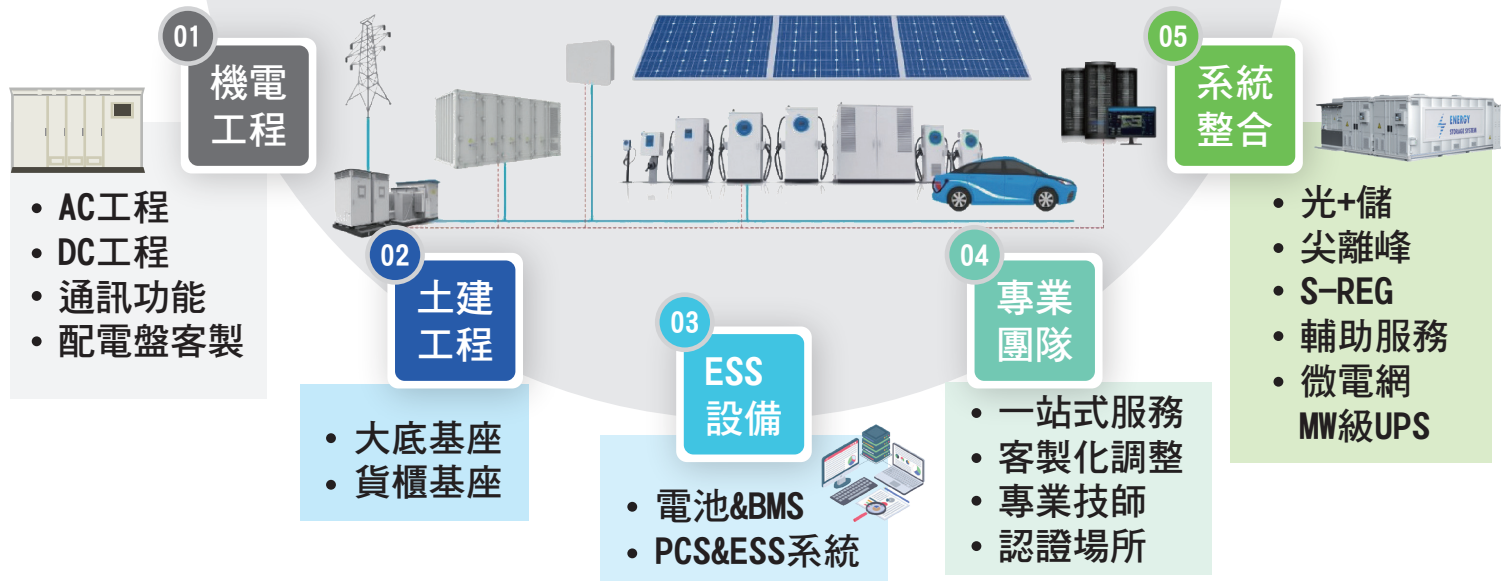 01
機電
工程
• AC工程
• DC工程
• 通訊功能
• 配電盤客製
02
土建
工程
• 大底基座
• 貨櫃基座
03
ESS
設備
• 電池&BMS
• PCS&ESS系統
04
專業
團隊
• 一站式服務
• 客製化調整
• 專業技師
• 認證場所
05
系統
整合
ENERGY
STORAGE SYSTEM
• 光+儲
• 尖離峰
• S-REG
• 輔助服務
• 微電網
MW級UPS